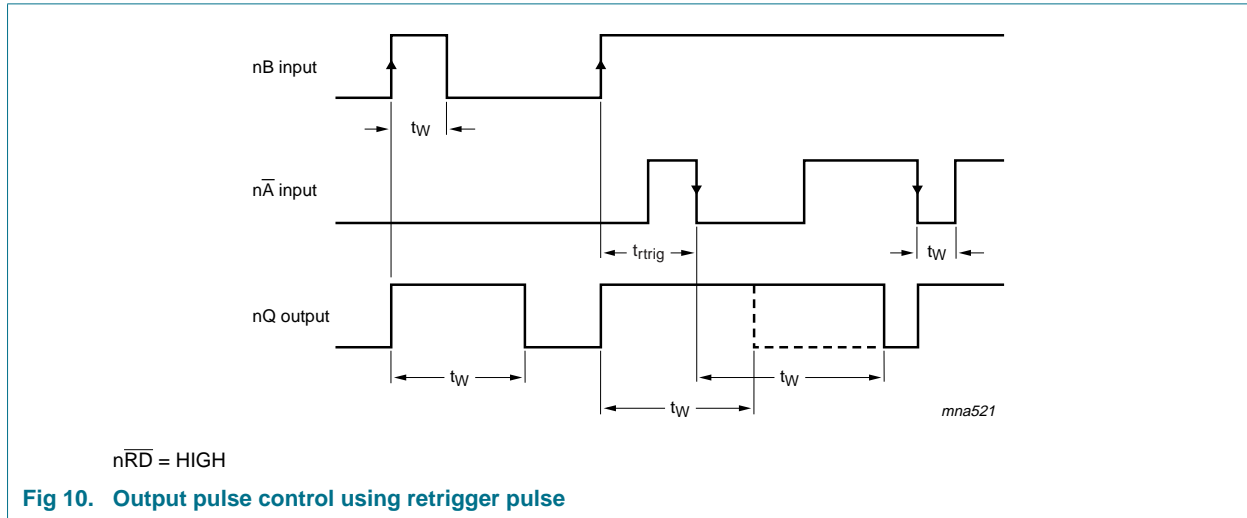 nB input
tW
nA̅ input
trtrig
tW
nQ output
tW
tW
tW
mna521
nR̅D̅ = HIGH
Fig 10. Output pulse control using retrigger pulse